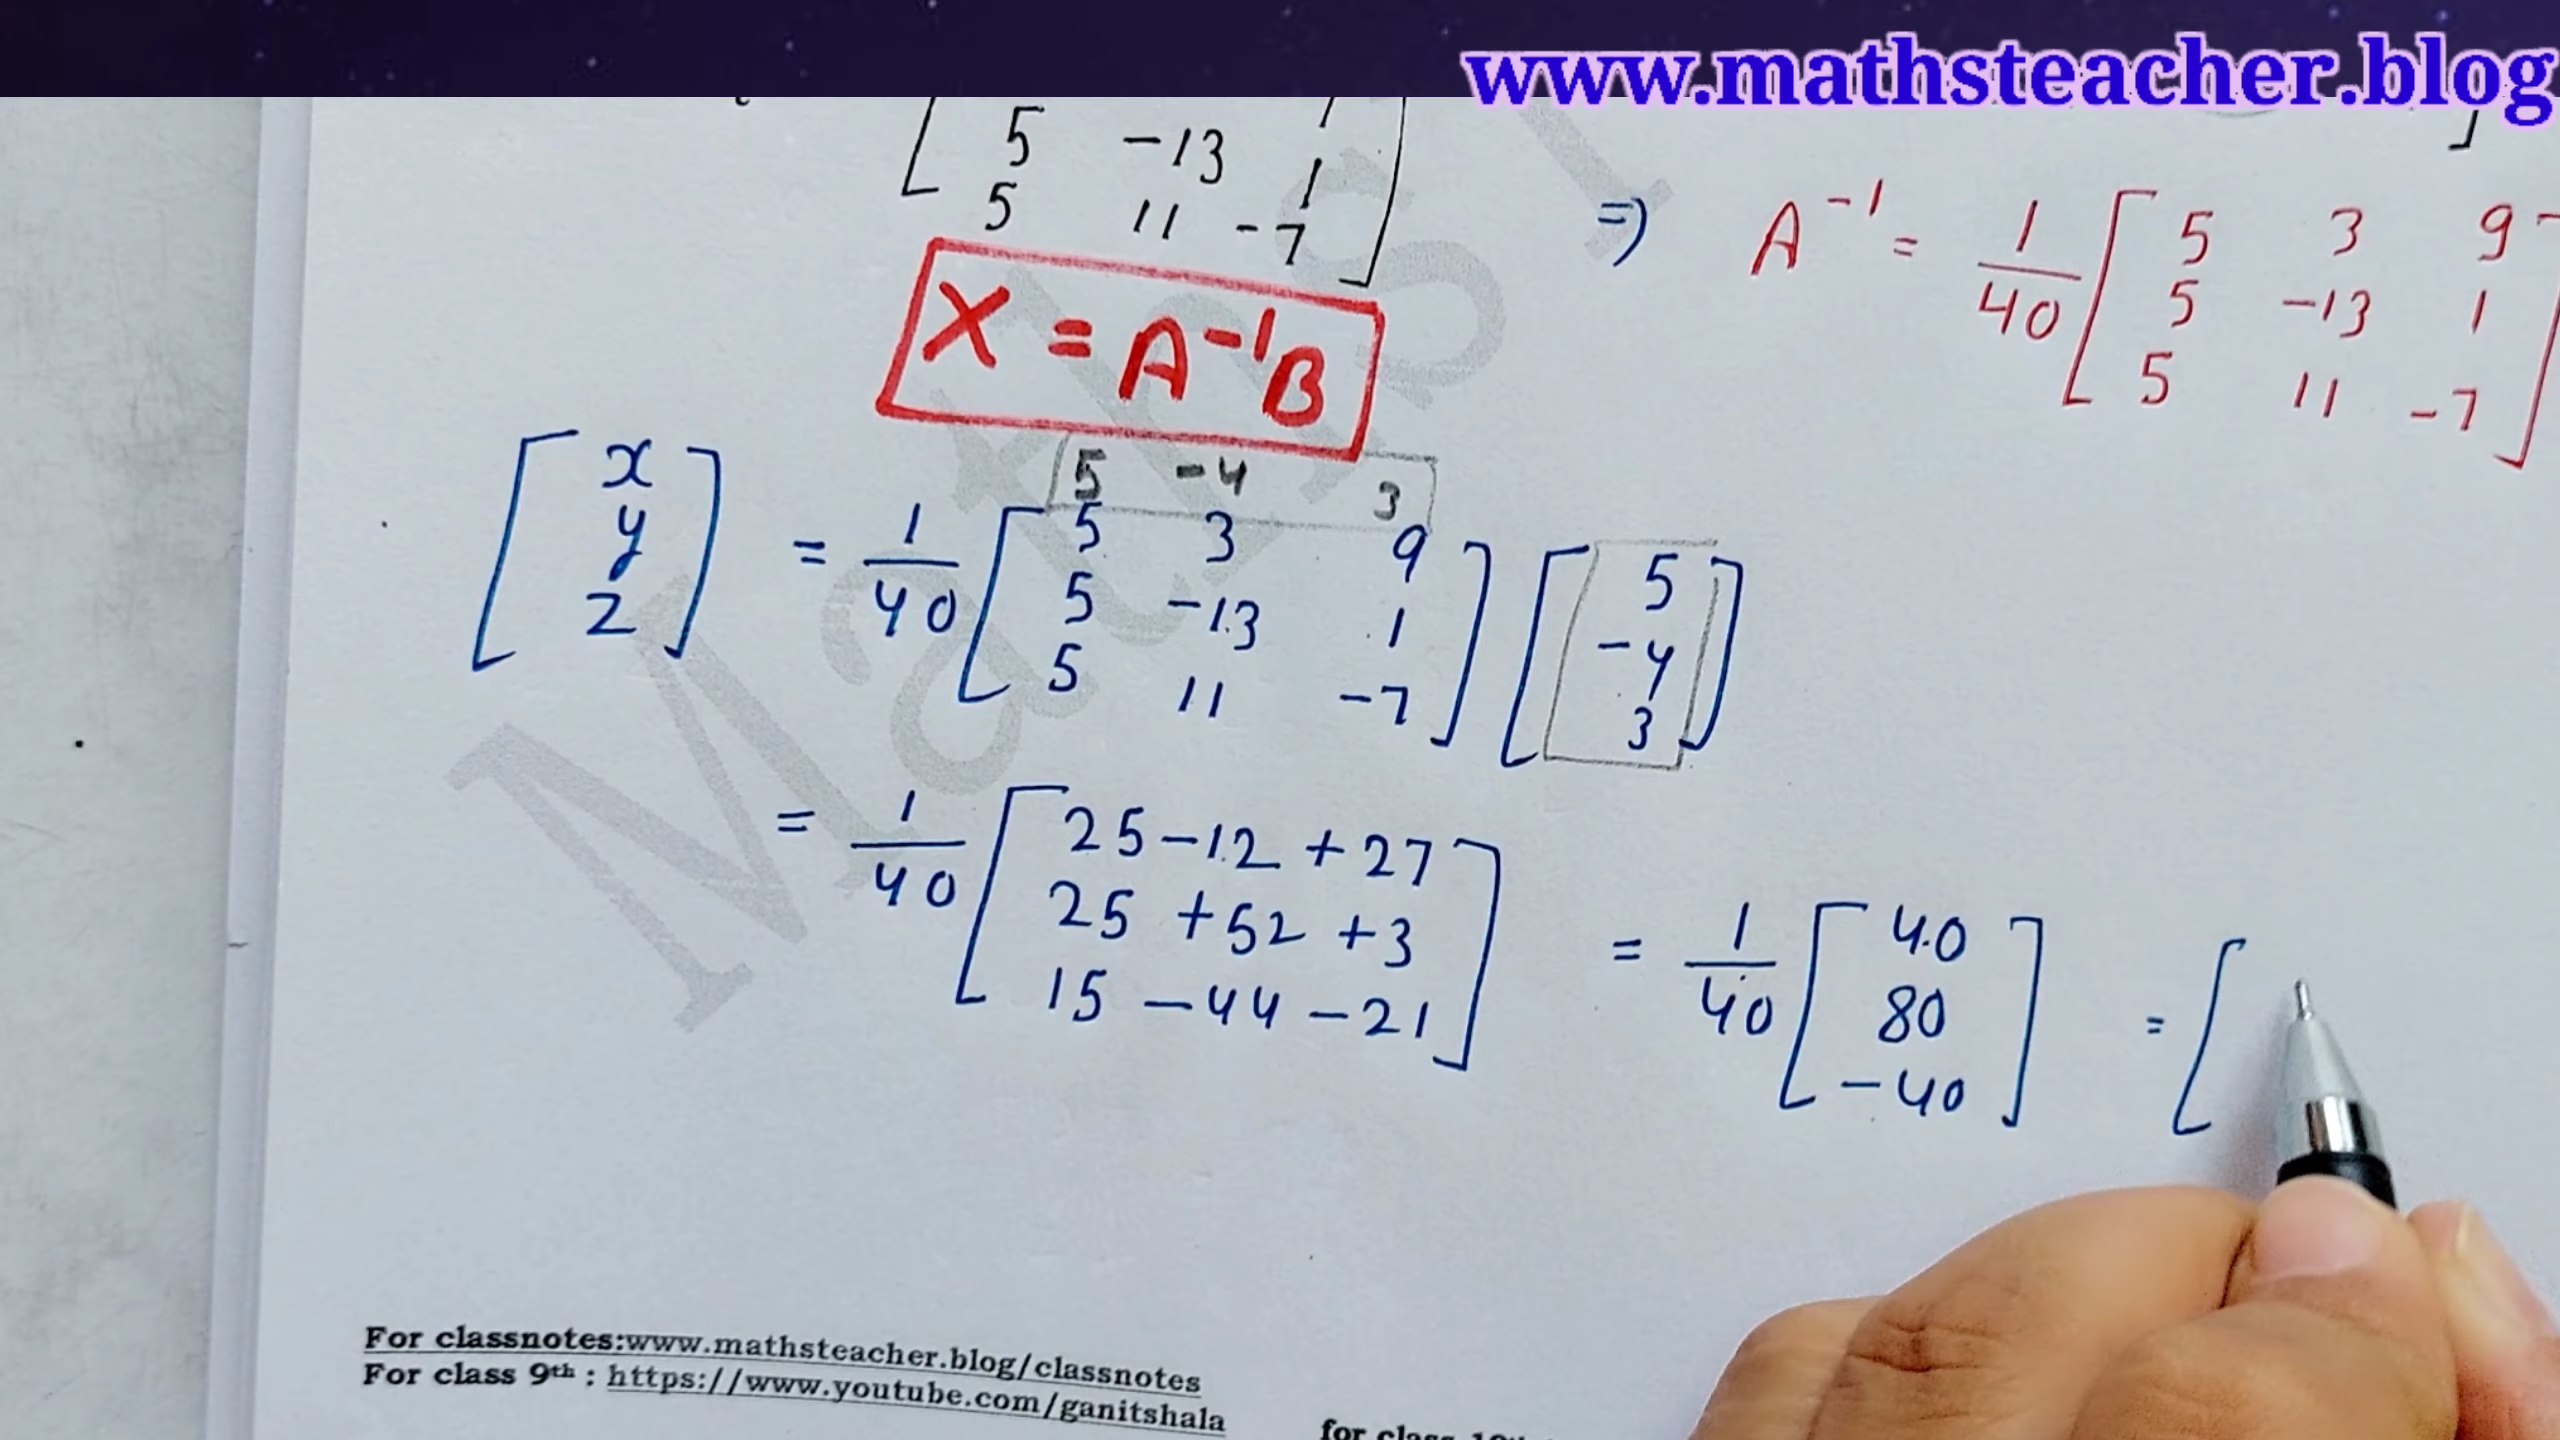 www.mathsteacher.blog
5 -13 1
5 11 -7
=) A⁻¹ = 1/40 [ 5 3 9
5 -13 1
5 11 -7 ]
X = A⁻¹B
5 -4 3
[ x y z ] = 1/40 [ 5 3 9
5 -13 1
5 11 -7 ] [ 5
-4
3 ]
= 1/40 [ 25 - 12 + 27
25 + 52 + 3
15 - 44 - 21 ]
= 1/40 [ 40
80
-40 ] = [
For classnotes:www.mathsteacher.blog/classnotes
For class 9th : https://www.youtube.com/ganitshala
for class 10th